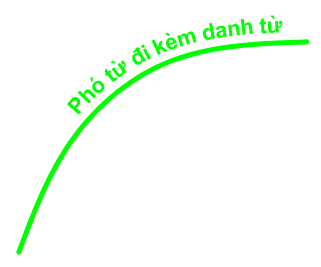 Phó từ đi kèm danh từ